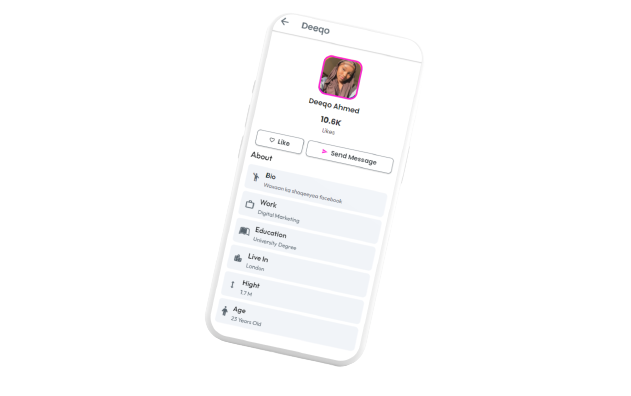 Deeqo
Deeqo Ahmed
10.6K
Likes
Like
Send Message
About
Bio
Waxaan ka shaqeeyaa facebook
Work
Digital Marketing
Education
University Degree
Live In
London
Hight
1.7 M
Age
23 Years Old